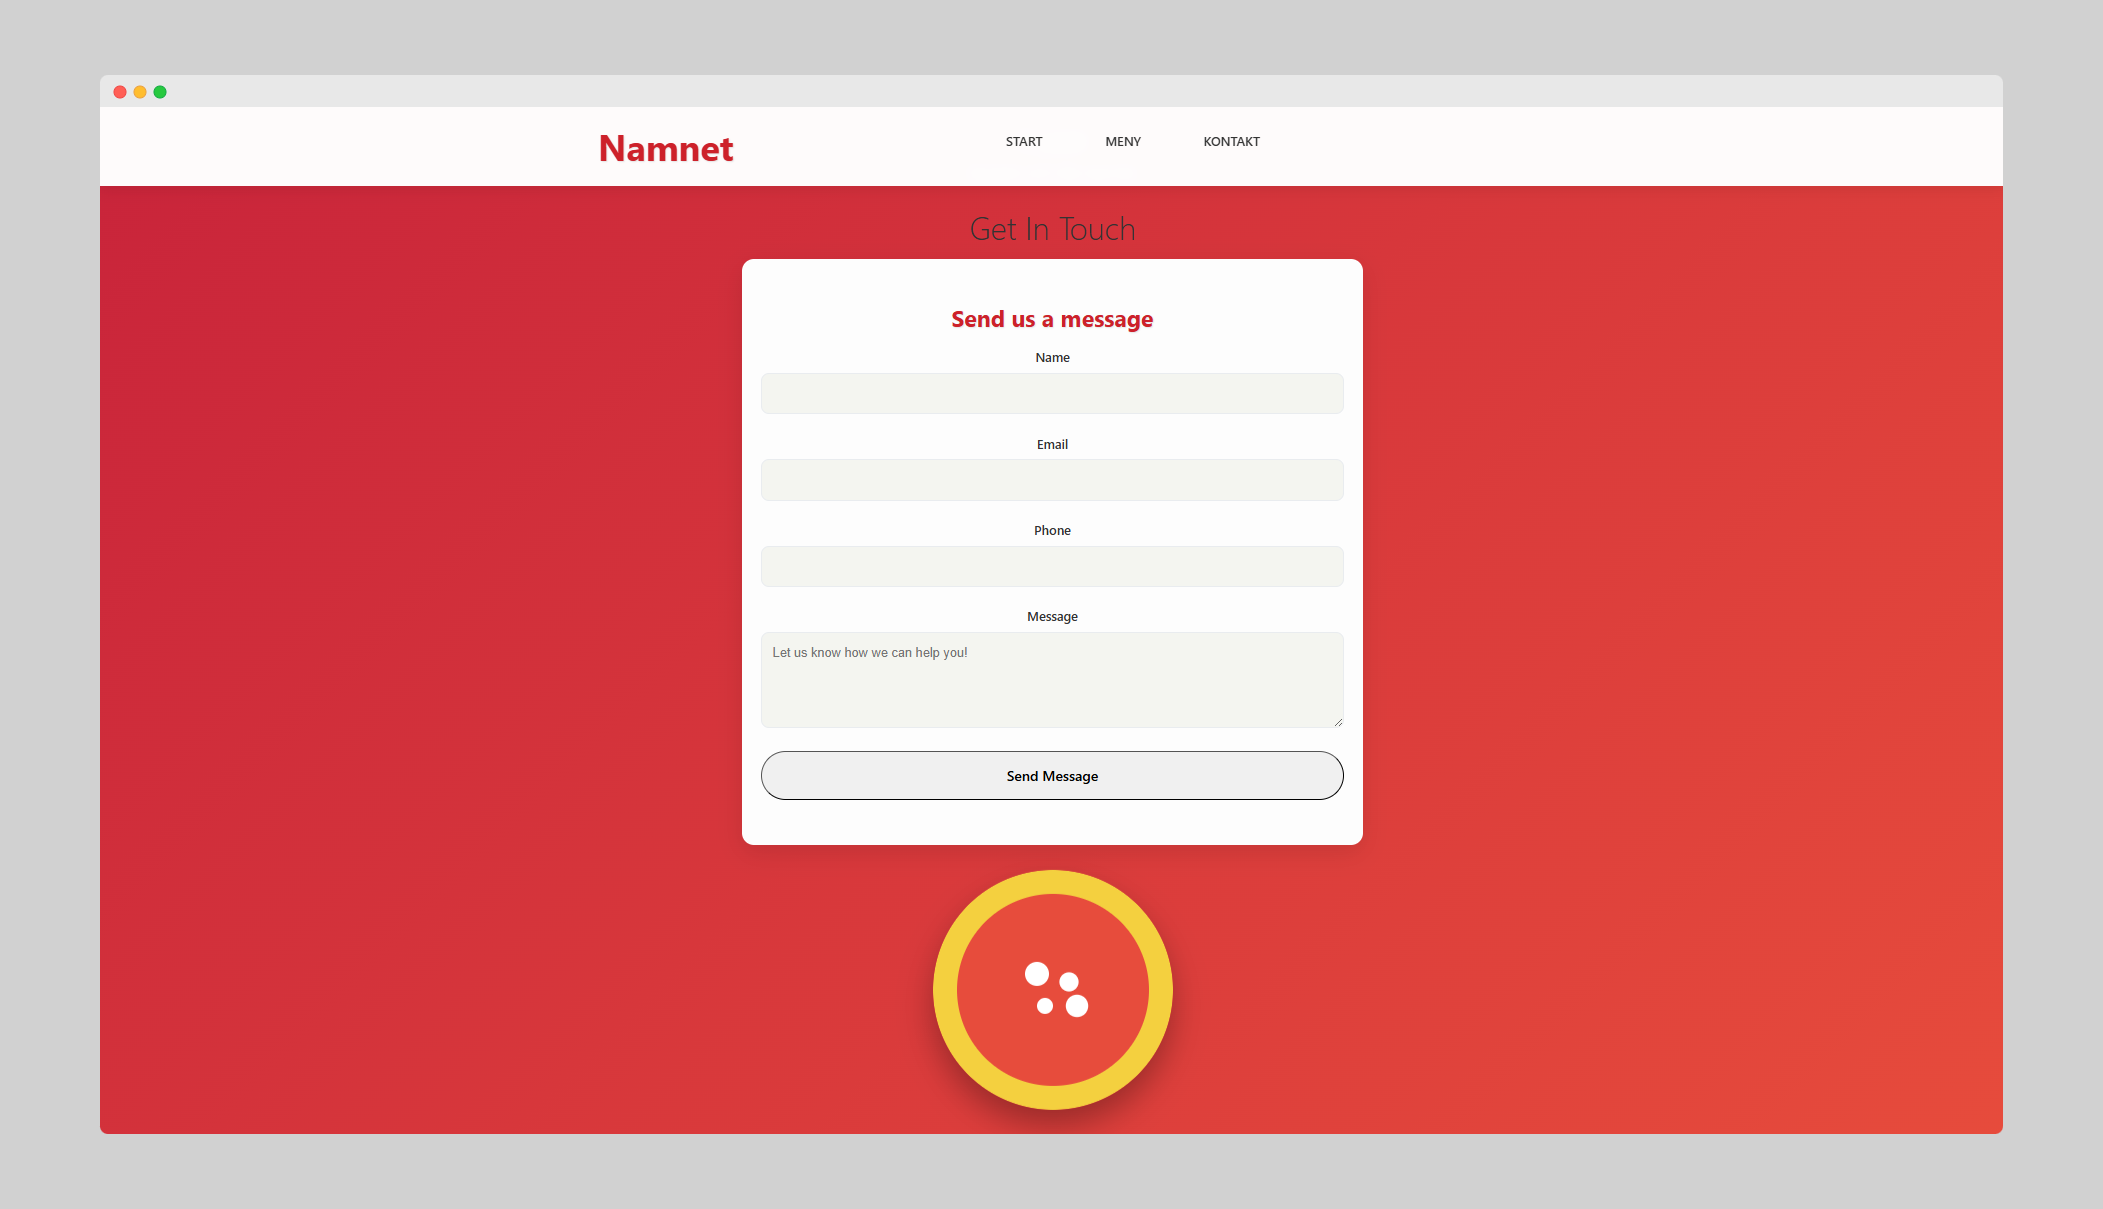 Namnet
START MENY KONTAKT
Get In Touch
Send us a message
Name
Email
Phone
Message
Let us know how we can help you!
Send Message